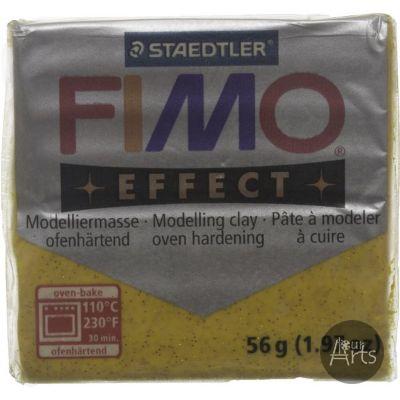 STAEDTLER
FIMO®
EFFECT
Modelliermasse · Modelling clay · Pâte à modeler
ofenhärtend oven hardening à cuire
oven-bake
110°C
230°F
30 min.
ofenhärtend
56 g
Arts